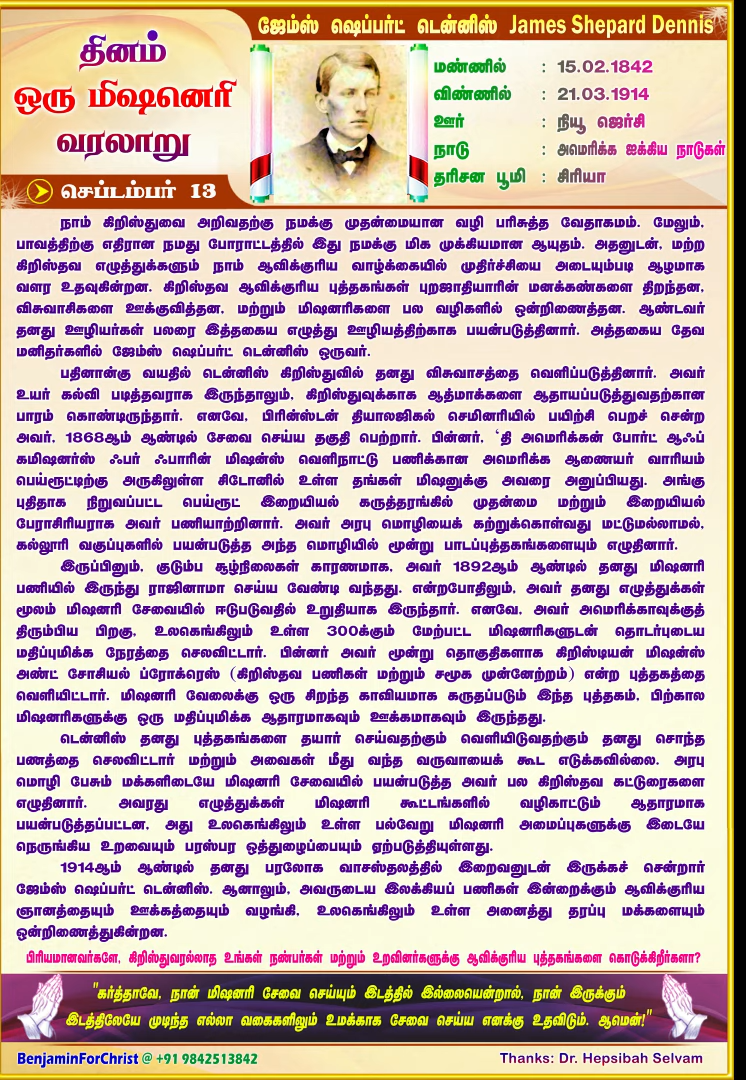 ஜேம்ஸ் ஷெப்பர்ட் டென்னிஸ் James Shepard Dennis
தினம்
ஒரு மிஷனெரி
வரலாறு
செப்டம்பர் 13
மண்ணில் : 15.02.1842
விண்ணில் : 21.03.1914
ஊர் : நியூ ஜெர்சி
நாடு : அமெரிக்க ஐக்கிய நாடுகள்
தரிசன பூமி : சிரியா
நாம் கிறிஸ்துவை அறிவதற்கு நமக்கு முதன்மையான வழி பரிசுத்த வேதாகமம். மேலும்,
பாவத்திற்கு எதிரான நமது போராட்டத்தில் இது நமக்கு மிக முக்கியமான ஆயுதம். அதனுடன், மற்ற
கிறிஸ்தவ எழுத்துக்களும் நாம் ஆவிக்குரிய வாழ்க்கையில் முதிர்ச்சியை அடையும்படி ஆழமாக
வளர உதவுகின்றன. கிறிஸ்தவ ஆவிக்குரிய புத்தகங்கள் புறஜாதியாரின் மனக்கண்களை திறந்தன,
விசுவாசிகளை ஊக்குவித்தன, மற்றும் மிஷனரிகளை பல வழிகளில் ஒன்றிணைத்தன. ஆண்டவர்
தனது ஊழியர்கள் பலரை இத்தகைய எழுத்து ஊழியத்திற்காக பயன்படுத்தினார். அத்தகைய தேவ
மனிதர்களில் ஜேம்ஸ் ஷெப்பர்ட் டென்னிஸ் ஒருவர்.
பதினான்கு வயதில் டென்னிஸ் கிறிஸ்துவில் தனது விசுவாசத்தை வெளிப்படுத்தினார். அவர்
உயர் கல்வி படித்தவராக இருந்தாலும், கிறிஸ்துவுக்காக ஆத்மாக்களை ஆதாயப்படுத்துவதற்கான
பாரம் கொண்டிருந்தார். எனவே, பிரின்ஸ்டன் தியாலஜிகல் செமினரியில் பயிற்சி பெறச் சென்ற
அவர், 1868ஆம் ஆண்டில் சேவை செய்ய தகுதி பெற்றார். பின்னர், ‘தி அமெரிக்கன் போர்ட் ஆஃப்
கமிஷனர்ஸ் ஃபர் ஃபாரின் மிஷன்ஸ் வெளிநாட்டு பணிக்கான அமெரிக்க ஆணையர் வாரியம்
பெய்ரூட்டிற்கு அருகிலுள்ள சிடோனில் உள்ள தங்கள் மிஷனுக்கு அவரை அனுப்பியது. அங்கு
புதிதாக நிறுவப்பட்ட பெய்ரூட் இறையியல் கருத்தரங்கில் முதன்மை மற்றும் இறையியல்
பேராசிரியராக அவர் பணியாற்றினார். அவர் அரபு மொழியைக் கற்றுக்கொள்வது மட்டுமல்லாமல்,
கல்லூரி வகுப்புகளில் பயன்படுத்த அந்த மொழியில் மூன்று பாடப்புத்தகங்களையும் எழுதினார்.
இருப்பினும், குடும்ப சூழ்நிலைகள் காரணமாக, அவர் 1892ஆம் ஆண்டில் தனது மிஷனரி
பணியில் இருந்து ராஜினாமா செய்ய வேண்டி வந்தது. என்றபோதிலும், அவர் தனது எழுத்துக்கள்
மூலம் மிஷனரி சேவையில் ஈடுபடுவதில் உறுதியாக இருந்தார். எனவே, அவர் அமெரிக்காவுக்குத்
திரும்பிய பிறகு, உலகெங்கிலும் உள்ள 300க்கும் மேற்பட்ட மிஷனரிகளுடன் தொடர்புடைய
மதிப்புமிக்க நேரத்தை செலவிட்டார். பின்னர் அவர் மூன்று தொகுதிகளாக கிறிஸ்டியன் மிஷன்ஸ்
அண்ட் சோசியல் ப்ரோக்ரெஸ் (கிறிஸ்தவ பணிகள் மற்றும் சமூக முன்னேற்றம்) என்ற புத்தகத்தை
வெளியிட்டார். மிஷனரி வேலைக்கு ஒரு சிறந்த காவியமாக கருதப்படும் இந்த புத்தகம், பிற்கால
மிஷனரிகளுக்கு ஒரு மதிப்புமிக்க ஆதாரமாகவும் ஊக்கமாகவும் இருந்தது.
டென்னிஸ் தனது புத்தகங்களை தயார் செய்வதற்கும் வெளியிடுவதற்கும் தனது சொந்த
பணத்தை செலவிட்டார் மற்றும் அவைகள் மீது வந்த வருவாயைக் கூட எடுக்கவில்லை. அரபு
மொழி பேசும் மக்களிடையே மிஷனரி சேவையில் பயன்படுத்த அவர் பல கிறிஸ்தவ கட்டுரைகளை
எழுதினார். அவரது எழுத்துக்கள் மிஷனரி கூட்டங்களில் வழிகாட்டும் ஆதாரமாக
பயன்படுத்தப்பட்டன, அது உலகெங்கிலும் உள்ள பல்வேறு மிஷனரி அமைப்புகளுக்கு இடையே
நெருங்கிய உறவையும் பரஸ்பர ஒத்துழைப்பையும் ஏற்படுத்தியுள்ளது.
1914ஆம் ஆண்டில் தனது பரலோக வாசஸ்தலத்தில் இறைவனுடன் இருக்கச் சென்றார்
ஜேம்ஸ் ஷெப்பர்ட் டென்னிஸ். ஆனாலும், அவருடைய இலக்கியப் பணிகள் இன்றைக்கும் ஆவிக்குரிய
ஞானத்தையும் ஊக்கத்தையும் வழங்கி, உலகெங்கிலும் உள்ள அனைத்து தரப்பு மக்களையும்
ஒன்றிணைத்துகின்றன.
பிரியமானவர்களே, கிறிஸ்துவரல்லாத உங்கள் நண்பர்கள் மற்றும் உறவினர்களுக்கு ஆவிக்குரிய புத்தகங்களை கொடுக்கிறீர்களா?
"கர்த்தாவே, நான் மிஷனரி சேவை செய்யும் இடத்தில் இல்லையென்றால், நான் இருக்கும்
இடத்திலேயே முடிந்த எல்லா வகைகளிலும் உமக்காக சேவை செய்ய எனக்கு உதவிடும். ஆமென்!"
BenjaminForChrist @ +91 9842513842
Thanks: Dr. Hepsibah Selvam